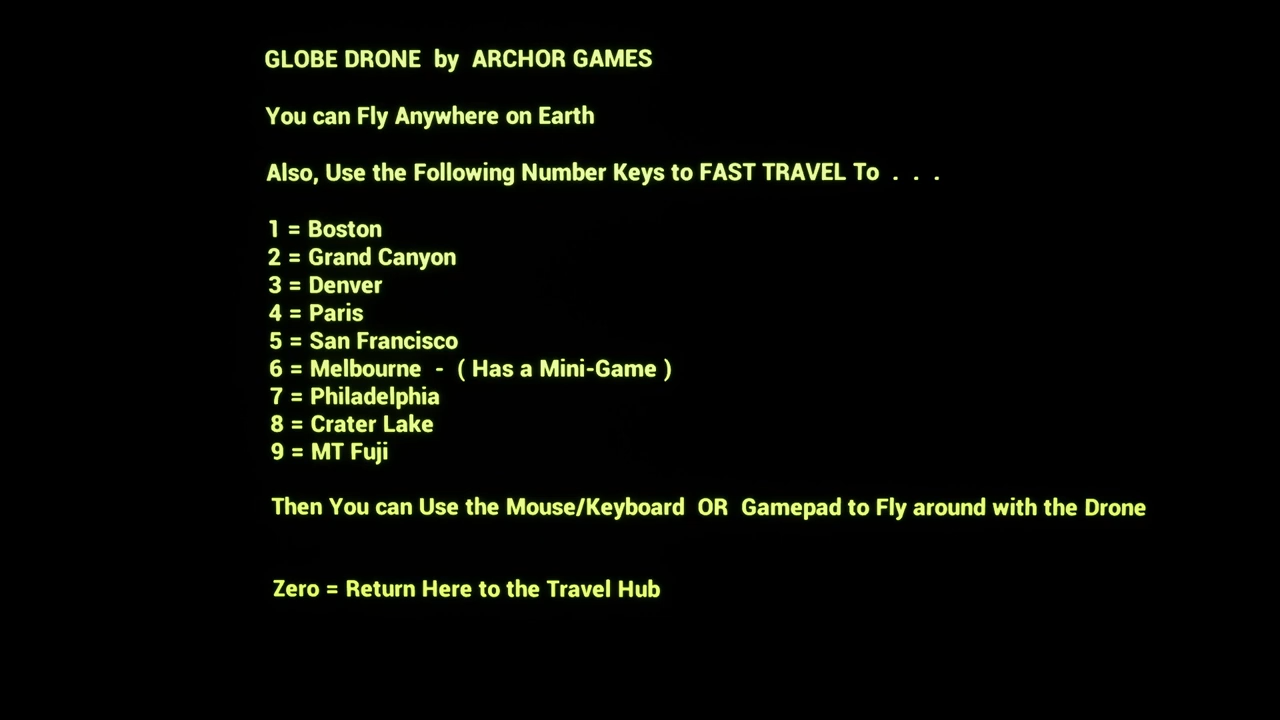 GLOBE DRONE by ARCHOR GAMES
You can Fly Anywhere on Earth
Also, Use the Following Number Keys to FAST TRAVEL To . . .
1 = Boston
2 = Grand Canyon
3 = Denver
4 = Paris
5 = San Francisco
6 = Melbourne - ( Has a Mini-Game )
7 = Philadelphia
8 = Crater Lake
9 = MT Fuji
Then You can Use the Mouse/Keyboard OR Gamepad to Fly around with the Drone
Zero = Return Here to the Travel Hub